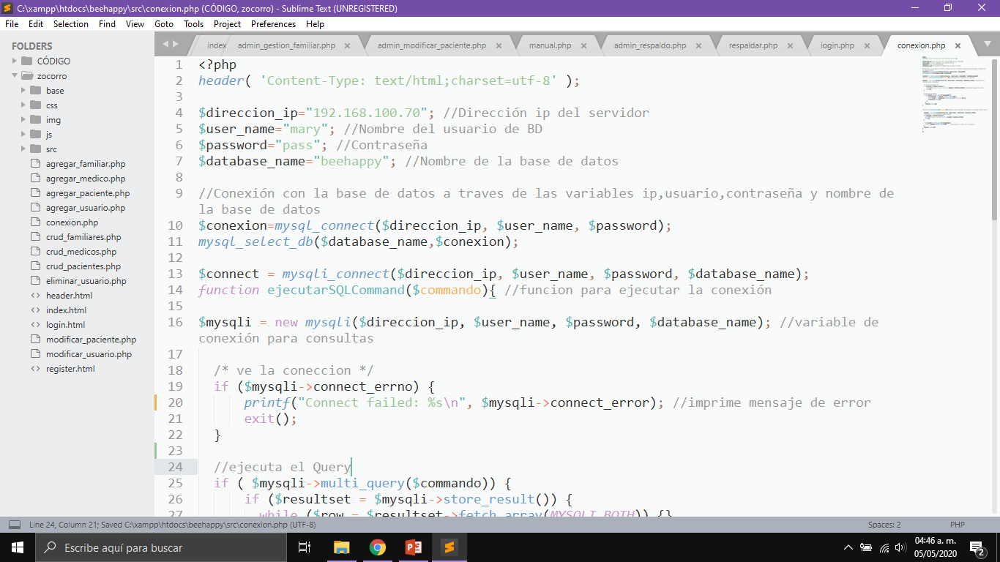 C:\xampp\htdocs\beehappy\src\conexion.php (CÓDIGO, zocorro) - Sublime Text (UNREGISTERED)
File Edit Selection Find View Goto Tools Project Preferences Help
FOLDERS
CÓDIGO
zocorro
base
css
img
js
src
agregar_familiar.php
agregar_medico.php
agregar_paciente.php
agregar_usuario.php
conexion.php
crud_familiares.php
crud_medicos.php
crud_pacientes.php
eliminar_usuario.php
header.html
index.html
login.html
modificar_paciente.php
modificar_usuario.php
register.html
index admin_gestion_familiar.php admin_modificar_paciente.php manual.php admin_respaldo.php respaldar.php login.php conexion.php
1 <?php
2 header( 'Content-Type: text/html;charset=utf-8' );
3
4 $direccion_ip="192.168.100.70"; //Dirección ip del servidor
5 $user_name="mary"; //Nombre del usuario de BD
6 $password="pass"; //Contraseña
7 $database_name="beehappy"; //Nombre de la base de datos
8
9 //Conexión con la base de datos a traves de las variables ip,usuario,contraseña y nombre de
la base de datos
10 $conexion=mysql_connect($direccion_ip, $user_name, $password);
11 mysql_select_db($database_name,$conexion);
12
13 $connect = mysqli_connect($direccion_ip, $user_name, $password, $database_name);
14 function ejecutarSQLCommand($commando){ //funcion para ejecutar la conexión
15
16 $mysqli = new mysqli($direccion_ip, $user_name, $password, $database_name); //variable de
conexión para consultas
17
18 /* ve la coneccion */
19 if ($mysqli->connect_errno) {
20 printf("Connect failed: %s\n", $mysqli->connect_error); //imprime mensaje de error
21 exit();
22 }
23
24 //ejecuta el Query
25 if ( $mysqli->multi_query($commando)) {
26 if ($resultset = $mysqli->store_result()) {
27 while ($row = $resultset->fetch_array(MYSQLI_BOTH)) {}
Line 24, Column 21; Saved C:\xampp\htdocs\beehappy\src\conexion.php (UTF-8) Spaces: 2 PHP
Escribe aquí para buscar
04:46 a. m.
05/05/2020
2